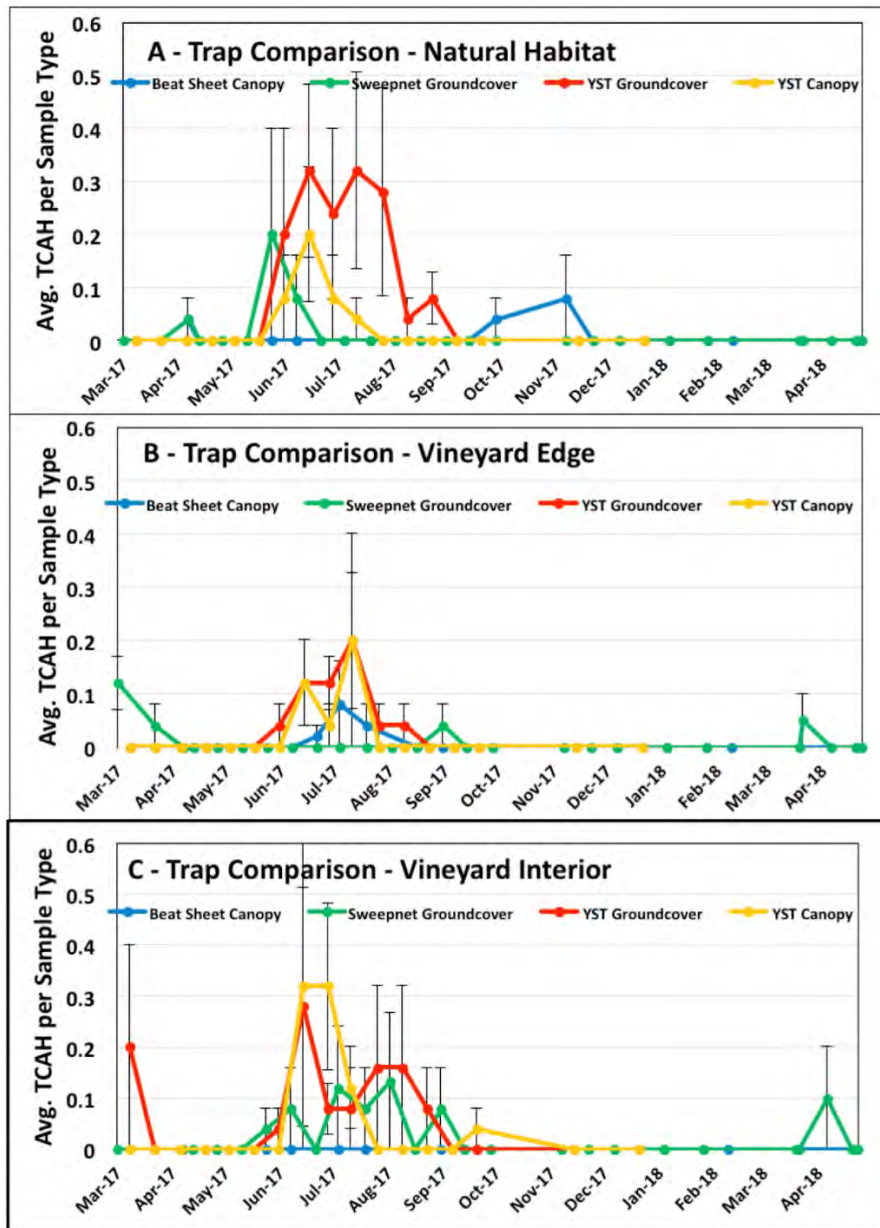 A - Trap Comparison - Natural Habitat
Beat Sheet Canopy Sweepnet Groundcover YST Groundcover YST Canopy
Avg. TCAH per Sample Type
0.6
0.5
0.4
0.3
0.2
0.1
0
Mar-17 Apr-17 May-17 Jun-17 Jul-17 Aug-17 Sep-17 Oct-17 Nov-17 Dec-17 Jan-18 Feb-18 Mar-18 Apr-18
B - Trap Comparison - Vineyard Edge
Beat Sheet Canopy Sweepnet Groundcover YST Groundcover YST Canopy
Avg. TCAH per Sample Type
0.6
0.5
0.4
0.3
0.2
0.1
0
Mar-17 Apr-17 May-17 Jun-17 Jul-17 Aug-17 Sep-17 Oct-17 Nov-17 Dec-17 Jan-18 Feb-18 Mar-18 Apr-18
C - Trap Comparison - Vineyard Interior
Beat Sheet Canopy Sweepnet Groundcover YST Groundcover YST Canopy
Avg. TCAH per Sample Type
0.6
0.5
0.4
0.3
0.2
0.1
0
Mar-17 Apr-17 May-17 Jun-17 Jul-17 Aug-17 Sep-17 Oct-17 Nov-17 Dec-17 Jan-18 Feb-18 Mar-18 Apr-18